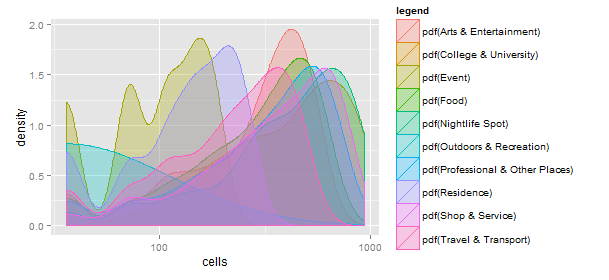 legend
pdf(Arts & Entertainment)
pdf(College & University)
pdf(Event)
pdf(Food)
pdf(Nightlife Spot)
pdf(Outdoors & Recreation)
pdf(Professional & Other Places)
pdf(Residence)
pdf(Shop & Service)
pdf(Travel & Transport)
density
2.0
1.5
1.0
0.5
0.0
100
1000
cells